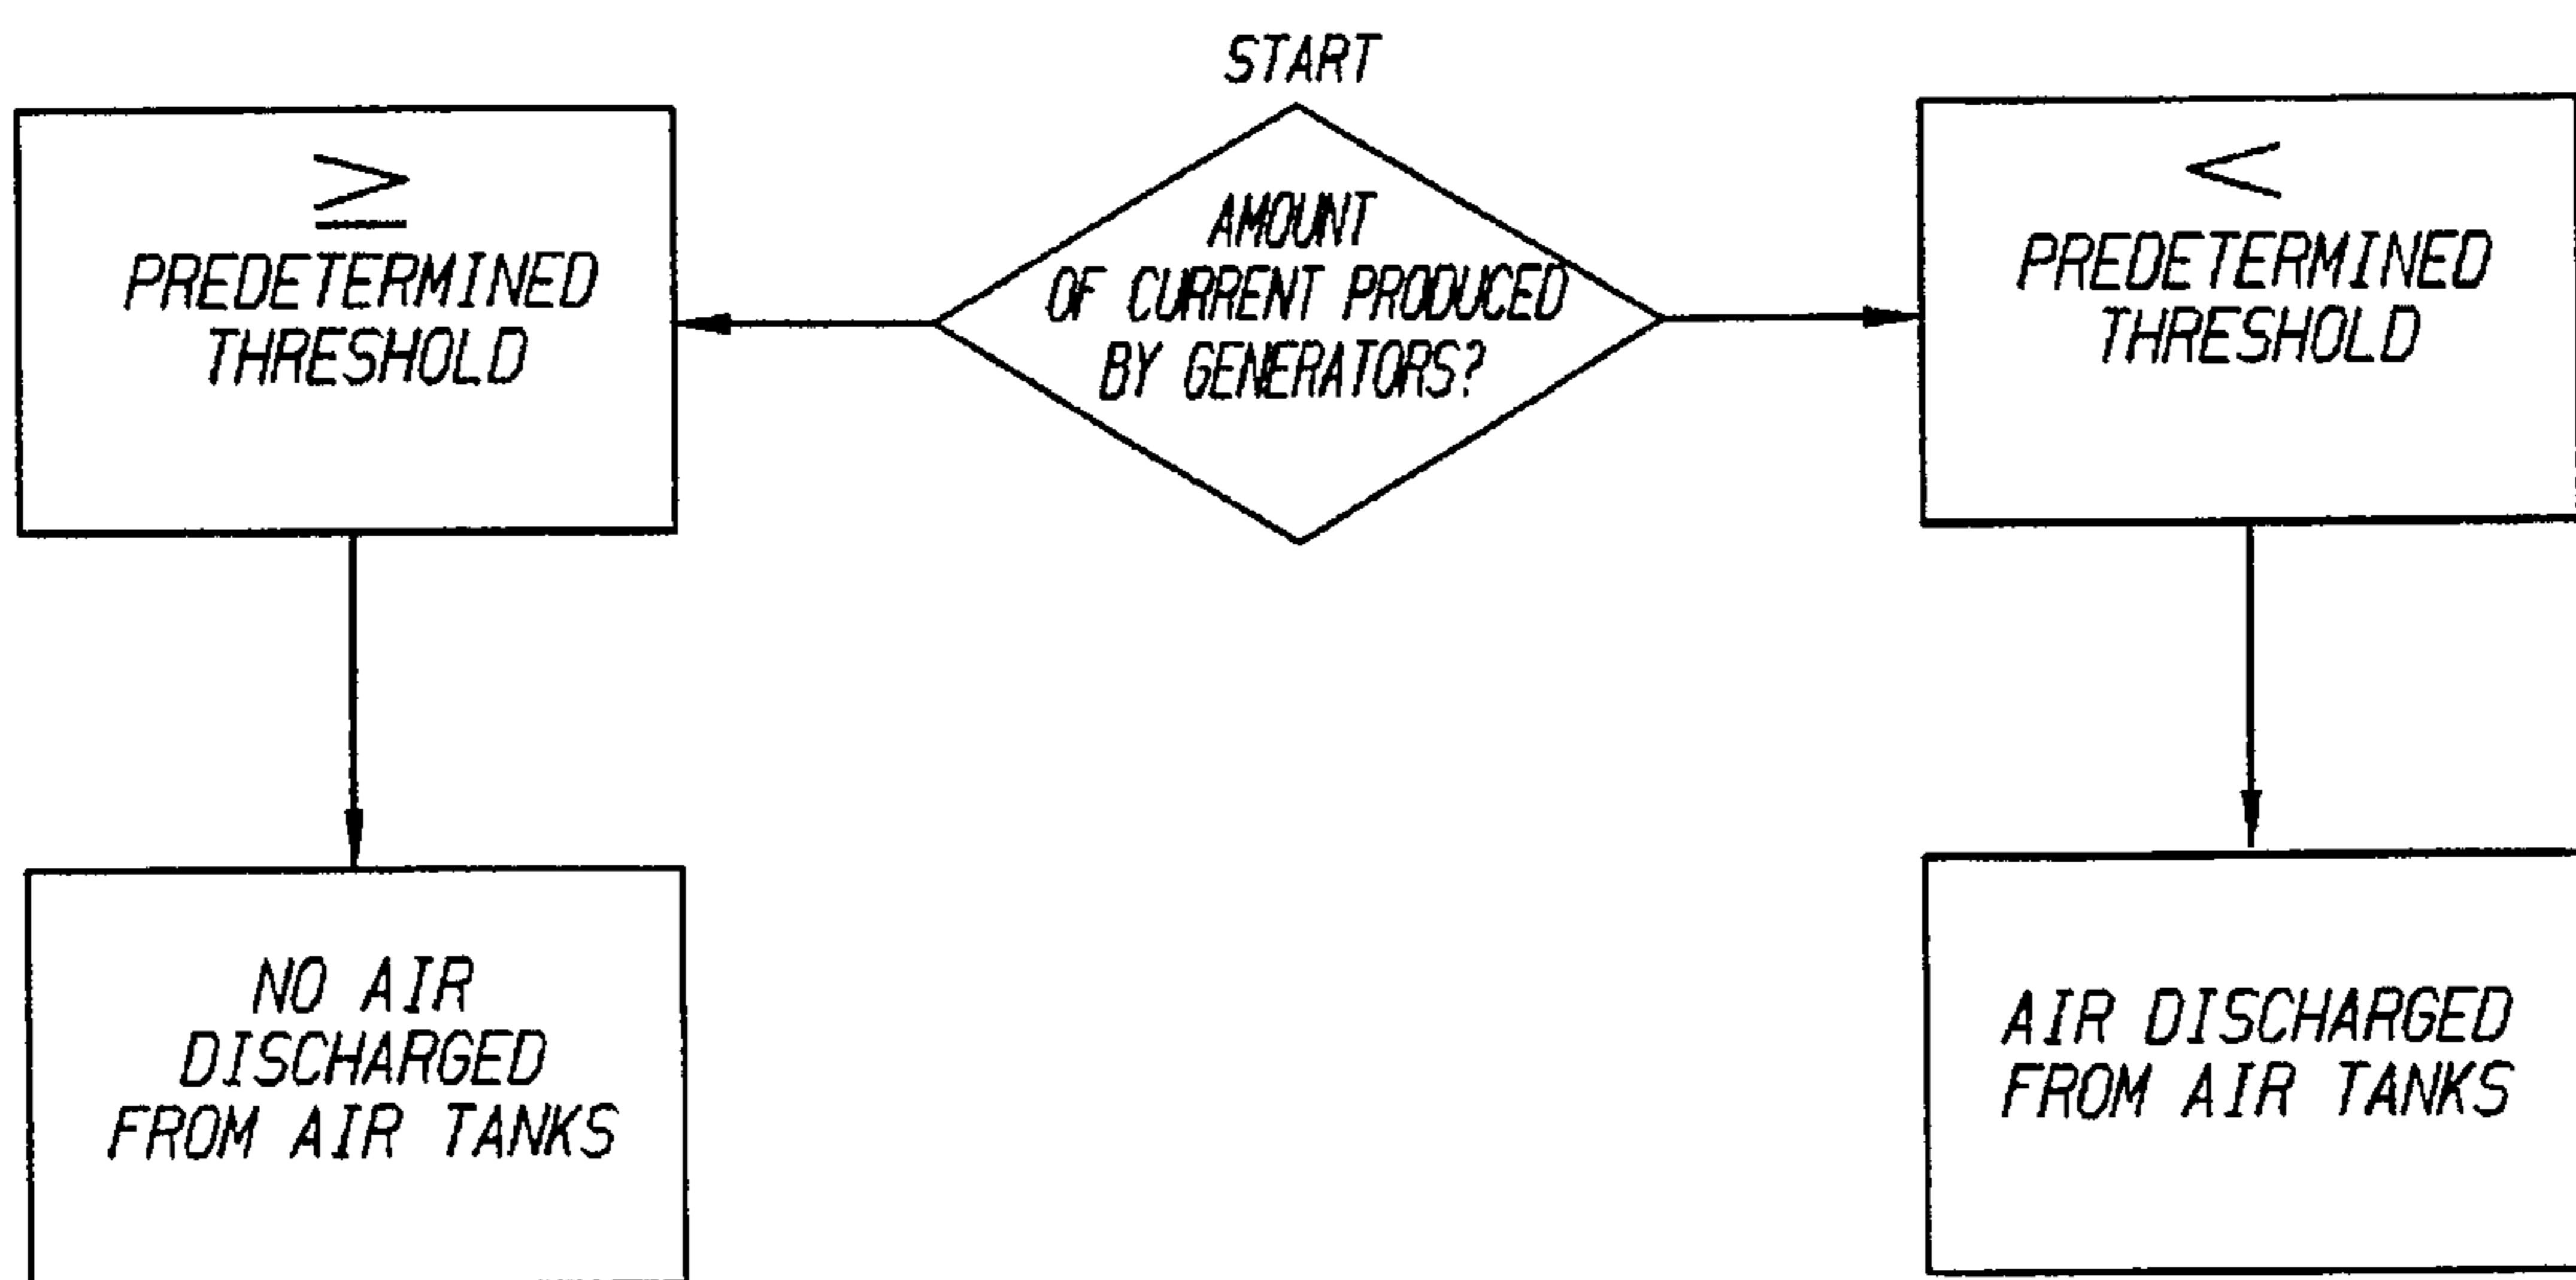 START
AMOUNT
OF CURRENT PRODUCED
BY GENERATORS?
≥
PREDETERMINED
THRESHOLD
<
PREDETERMINED
THRESHOLD
NO AIR
DISCHARGED
FROM AIR TANKS
AIR DISCHARGED
FROM AIR TANKS